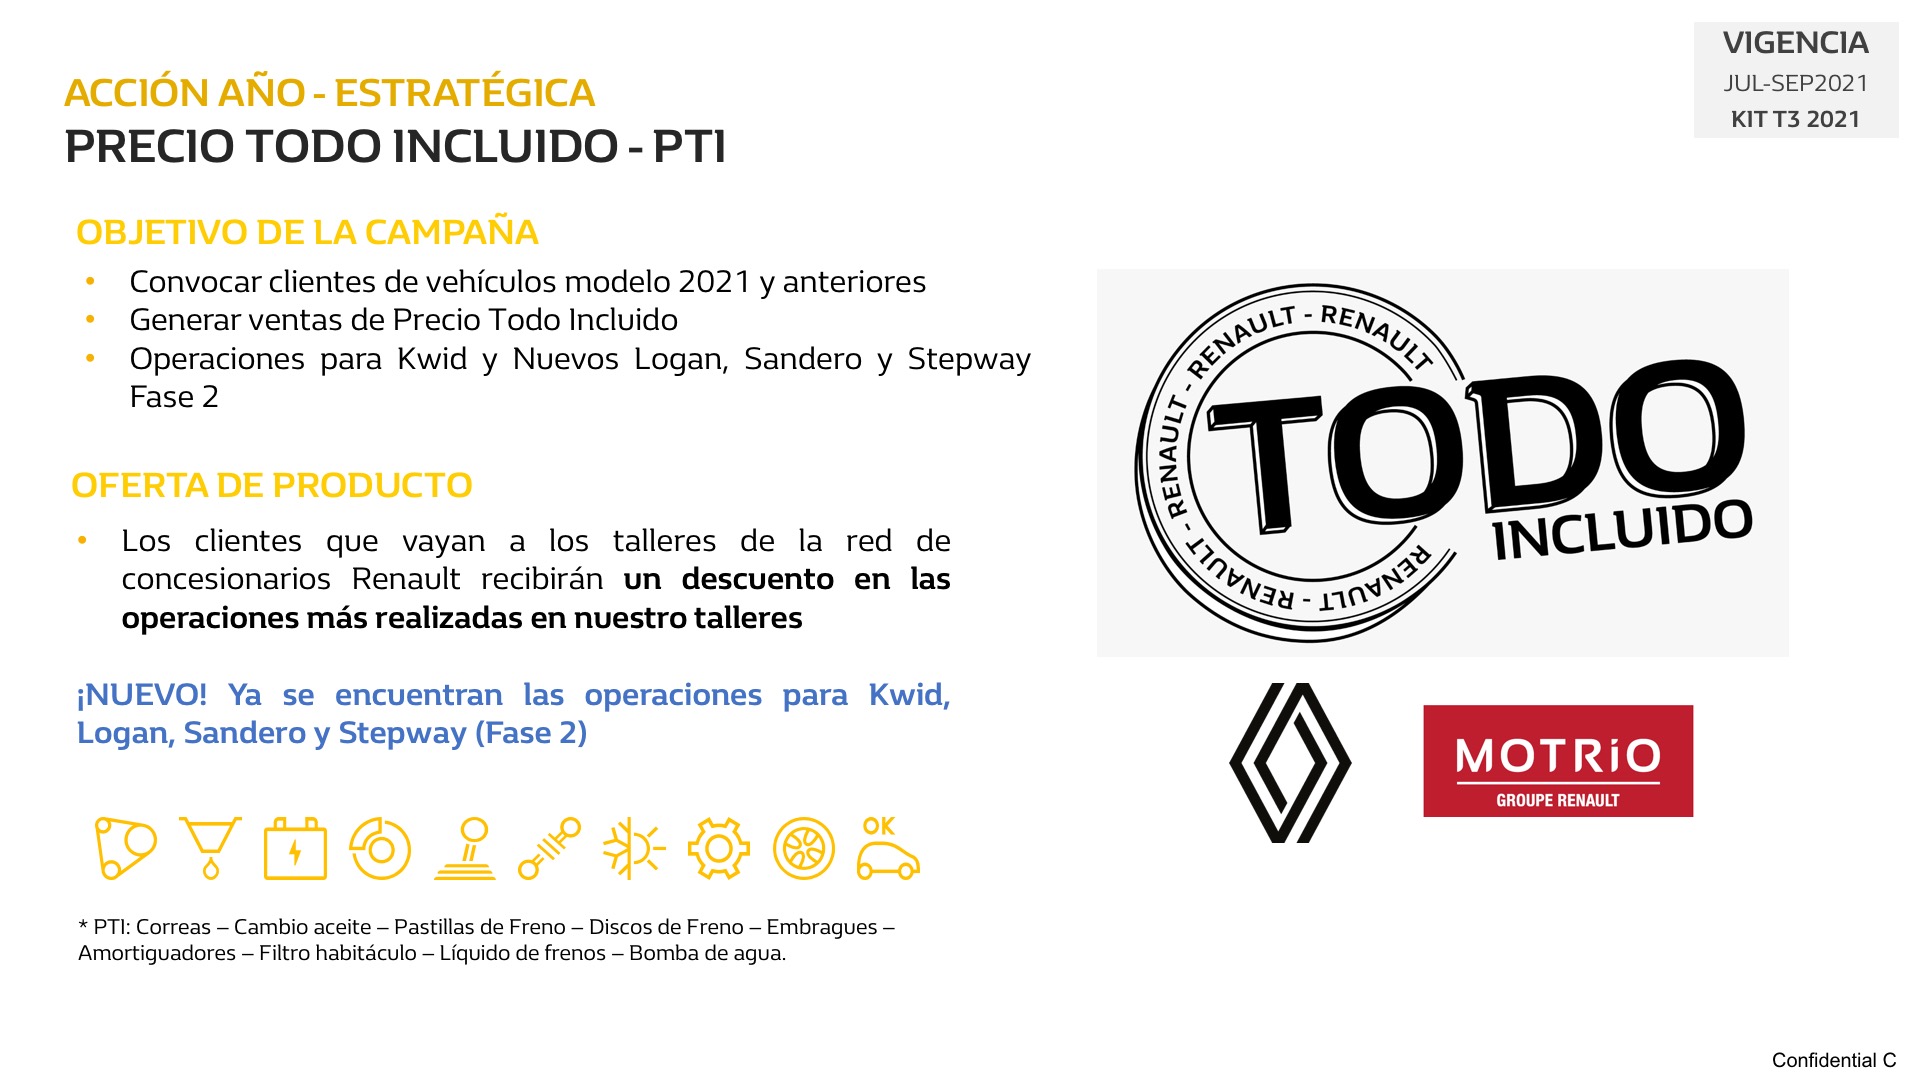 VIGENCIA
JUL-SEP2021
KIT T3 2021
ACCIÓN AÑO - ESTRATÉGICA
PRECIO TODO INCLUIDO - PTI
OBJETIVO DE LA CAMPAÑA
• Convocar clientes de vehículos modelo 2021 y anteriores
• Generar ventas de Precio Todo Incluido
• Operaciones para Kwid y Nuevos Logan, Sandero y Stepway
Fase 2
OFERTA DE PRODUCTO
• Los clientes que vayan a los talleres de la red de
concesionarios Renault recibirán un descuento en las
operaciones más realizadas en nuestro talleres
¡NUEVO! Ya se encuentran las operaciones para Kwid,
Logan, Sandero y Stepway (Fase 2)
OK
* PTI: Correas – Cambio aceite – Pastillas de Freno – Discos de Freno – Embragues –
Amortiguadores – Filtro habitáculo – Líquido de frenos – Bomba de agua.
RENAULT - RENAULT - RENAULT - RENAULT - RENAULT
TODO
INCLUIDO
MOTRiO
GROUPE RENAULT
Confidential C